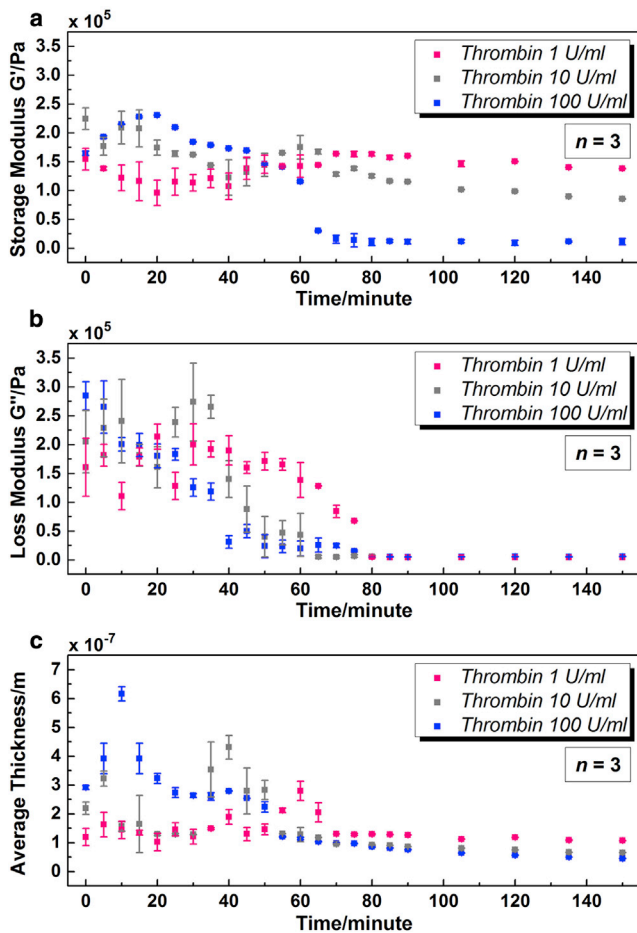 a
x 10^5
Storage Modulus G'/Pa
3.5
3.0
2.5
2.0
1.5
1.0
0.5
0.0
Thrombin 1 U/ml
Thrombin 10 U/ml
Thrombin 100 U/ml
n = 3
0 20 40 60 80 100 120 140
Time/minute
b
x 10^5
Loss Modulus G''/Pa
3.5
3.0
2.5
2.0
1.5
1.0
0.5
0.0
Thrombin 1 U/ml
Thrombin 10 U/ml
Thrombin 100 U/ml
n = 3
0 20 40 60 80 100 120 140
Time/minute
c
x 10^-7
Average Thickness/m
7
6
5
4
3
2
1
0
Thrombin 1 U/ml
Thrombin 10 U/ml
Thrombin 100 U/ml
n = 3
0 20 40 60 80 100 120 140
Time/minute